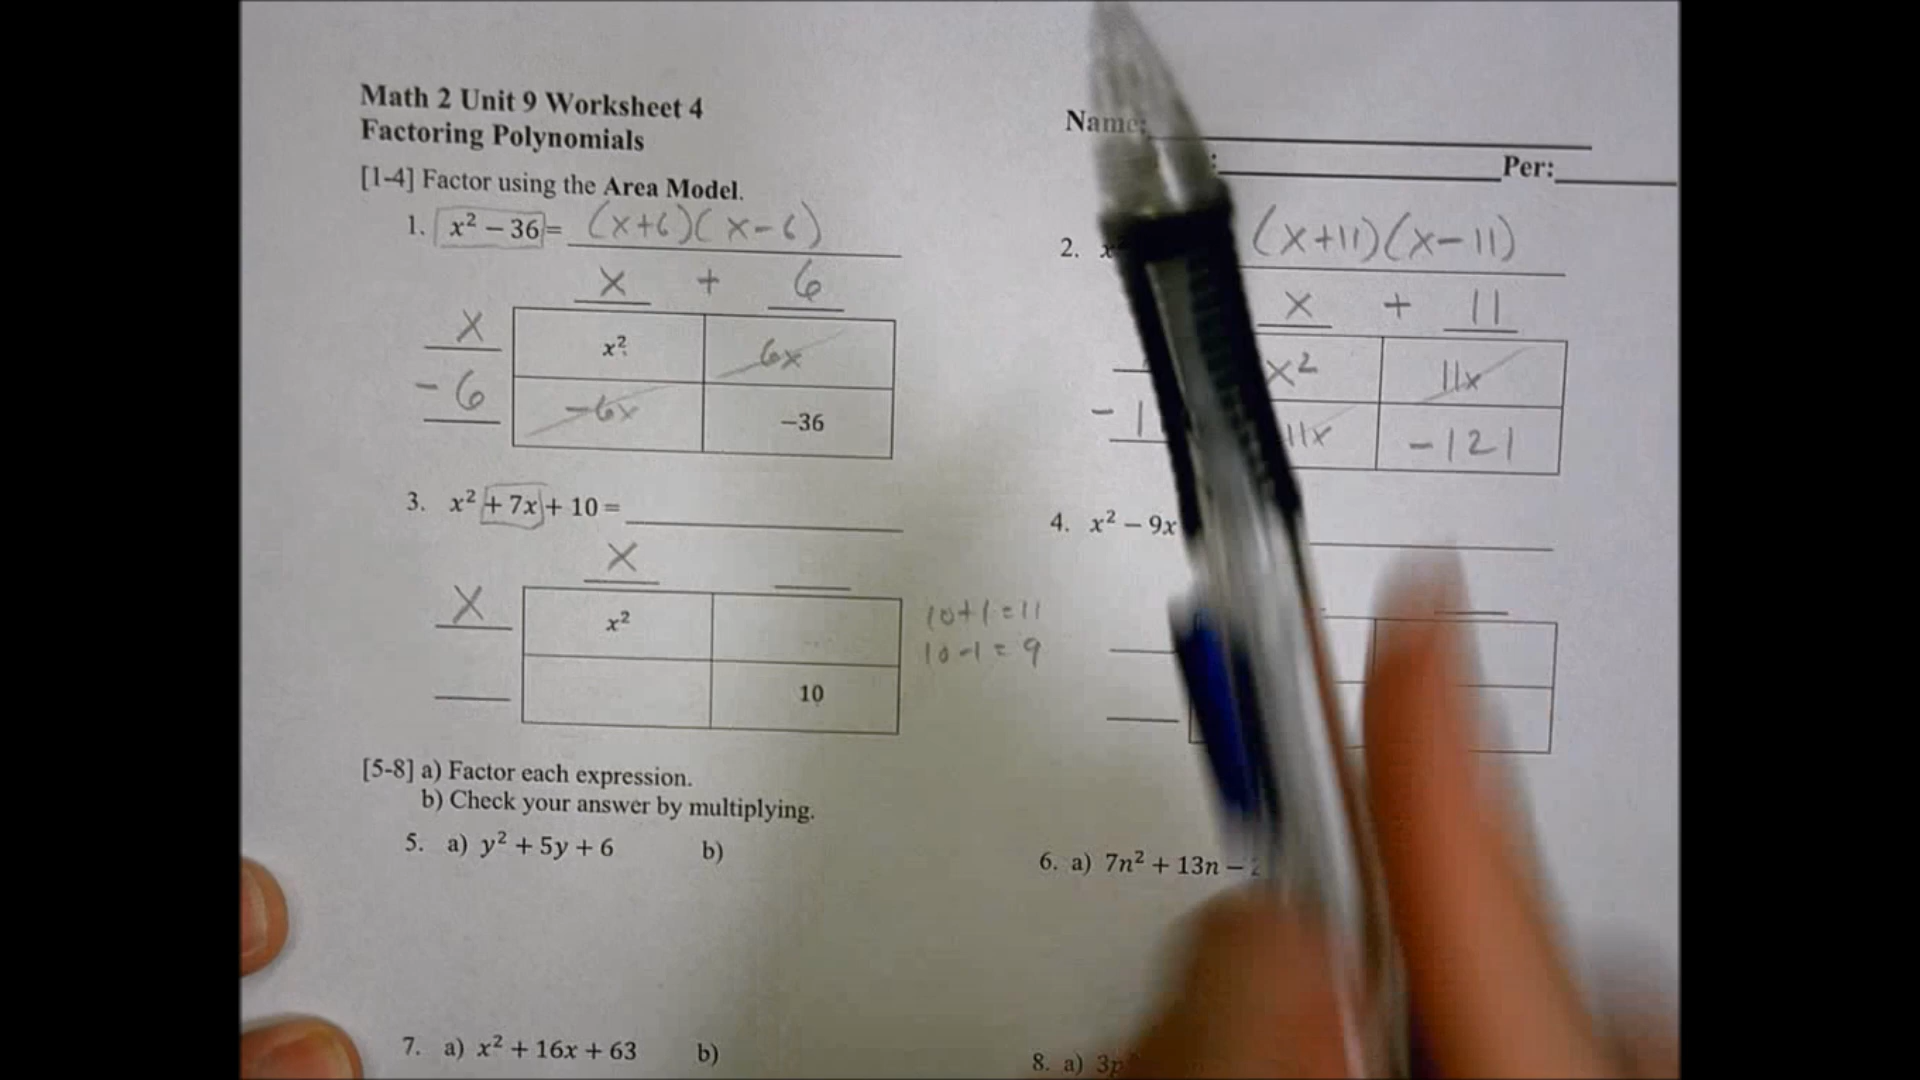 Math 2 Unit 9 Worksheet 4
Factoring Polynomials
Name:
Per:
[1-4] Factor using the Area Model.
1. x² − 36 = (x+6)(x-6)
x + 6
x x² 6x
-6 -6x −36
2. (x+11)(x-11)
x + 11
x² 11x
11x -121
3. x² + 7x + 10 =
x
x x²
10
10+1=11
10-1=9
4. x² − 9x
[5-8] a) Factor each expression.
b) Check your answer by multiplying.
5. a) y² + 5y + 6 b)
6. a) 7n² + 13n −
7. a) x² + 16x + 63 b)
8. a) 3p